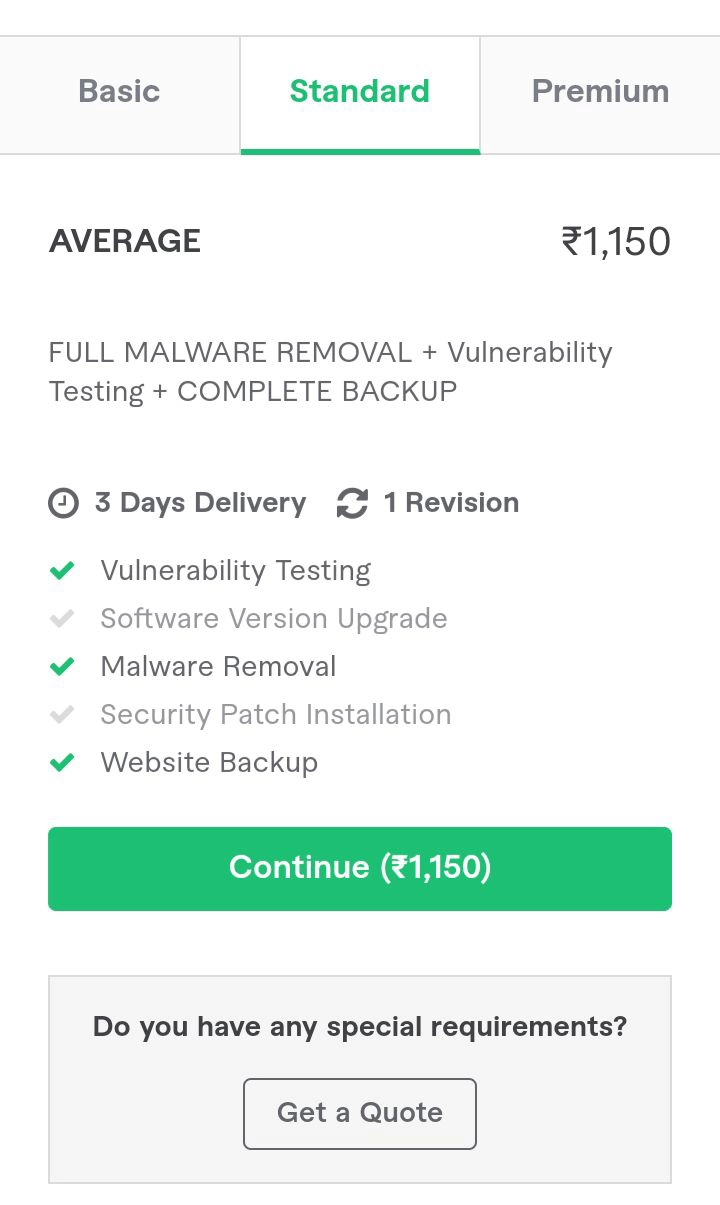 Basic
Standard
Premium
AVERAGE
₹1,150
FULL MALWARE REMOVAL + Vulnerability
Testing + COMPLETE BACKUP
3 Days Delivery
1 Revision
Vulnerability Testing
Software Version Upgrade
Malware Removal
Security Patch Installation
Website Backup
Continue (₹1,150)
Do you have any special requirements?
Get a Quote